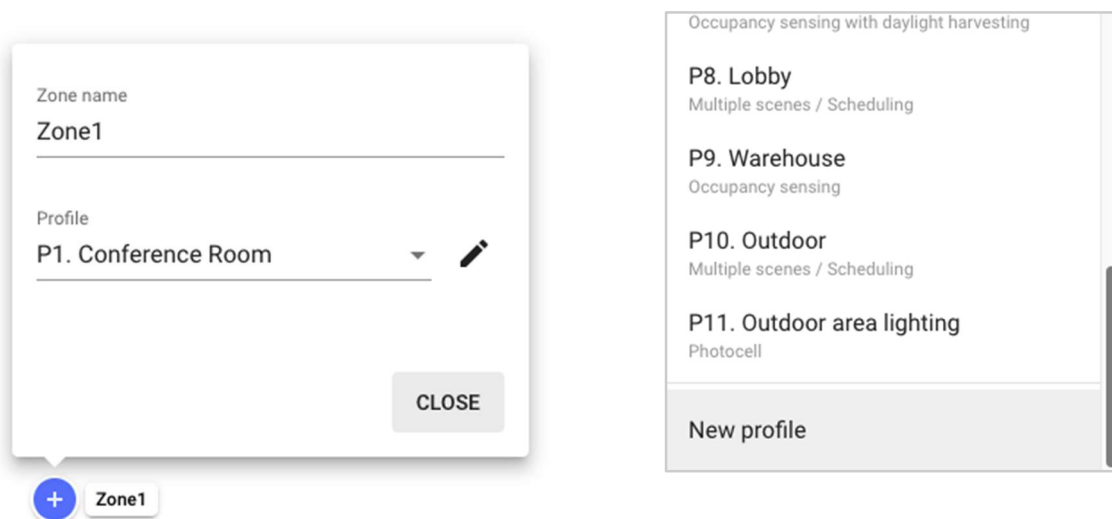 Zone name
Zone1
Profile
P1. Conference Room
CLOSE
Zone1
Occupancy sensing with daylight harvesting
P8. Lobby
Multiple scenes / Scheduling
P9. Warehouse
Occupancy sensing
P10. Outdoor
Multiple scenes / Scheduling
P11. Outdoor area lighting
Photocell
New profile